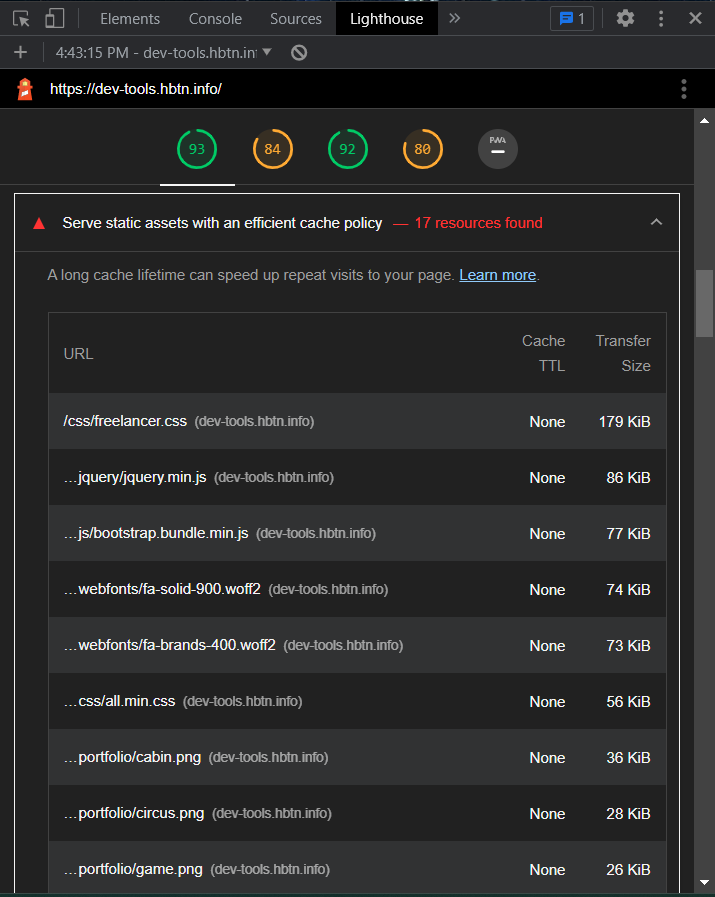 Elements Console Sources Lighthouse 1
4:43:15 PM - dev-tools.hbtn.in
https://dev-tools.hbtn.info/
93 84 92 80 PWA
Serve static assets with an efficient cache policy — 17 resources found
A long cache lifetime can speed up repeat visits to your page. Learn more.
URL Cache TTL Transfer Size
/css/freelancer.css (dev-tools.hbtn.info) None 179 KiB
…jquery/jquery.min.js (dev-tools.hbtn.info) None 86 KiB
…js/bootstrap.bundle.min.js (dev-tools.hbtn.info) None 77 KiB
…webfonts/fa-solid-900.woff2 (dev-tools.hbtn.info) None 74 KiB
…webfonts/fa-brands-400.woff2 (dev-tools.hbtn.info) None 73 KiB
…css/all.min.css (dev-tools.hbtn.info) None 56 KiB
…portfolio/cabin.png (dev-tools.hbtn.info) None 36 KiB
…portfolio/circus.png (dev-tools.hbtn.info) None 28 KiB
…portfolio/game.png (dev-tools.hbtn.info) None 26 KiB